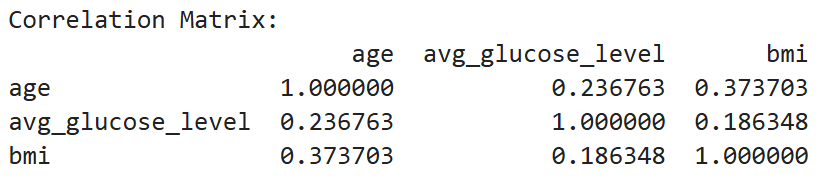 Correlation Matrix:
age avg_glucose_level bmi
age 1.000000 0.236763 0.373703
avg_glucose_level 0.236763 1.000000 0.186348
bmi 0.373703 0.186348 1.000000